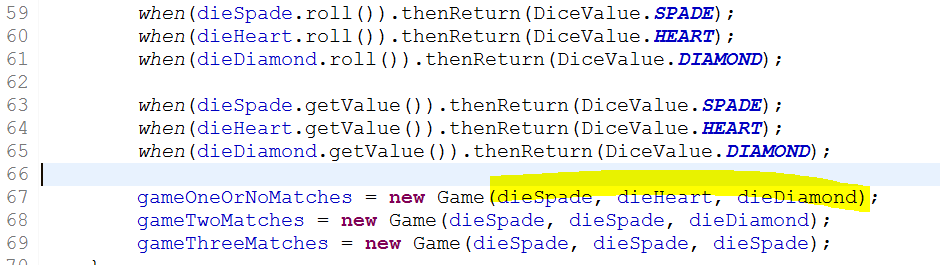 59 when(dieSpade.roll()).thenReturn(DiceValue.SPADE);
60 when(dieHeart.roll()).thenReturn(DiceValue.HEART);
61 when(dieDiamond.roll()).thenReturn(DiceValue.DIAMOND);
62
63 when(dieSpade.getValue()).thenReturn(DiceValue.SPADE);
64 when(dieHeart.getValue()).thenReturn(DiceValue.HEART);
65 when(dieDiamond.getValue()).thenReturn(DiceValue.DIAMOND);
66
67 gameOneOrNoMatches = new Game(dieSpade, dieHeart, dieDiamond);
68 gameTwoMatches = new Game(dieSpade, dieSpade, dieDiamond);
69 gameThreeMatches = new Game(dieSpade, dieSpade, dieSpade);
70 }